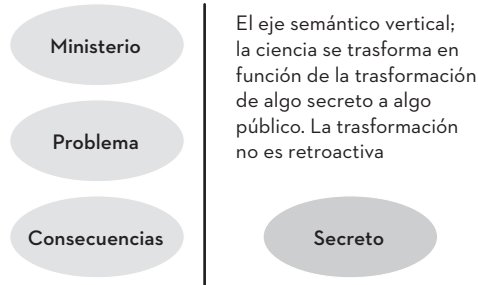 Ministerio
Problema
Consecuencias
El eje semántico vertical;
la ciencia se trasforma en
función de la trasformación
de algo secreto a algo
público. La trasformación
no es retroactiva
Secreto